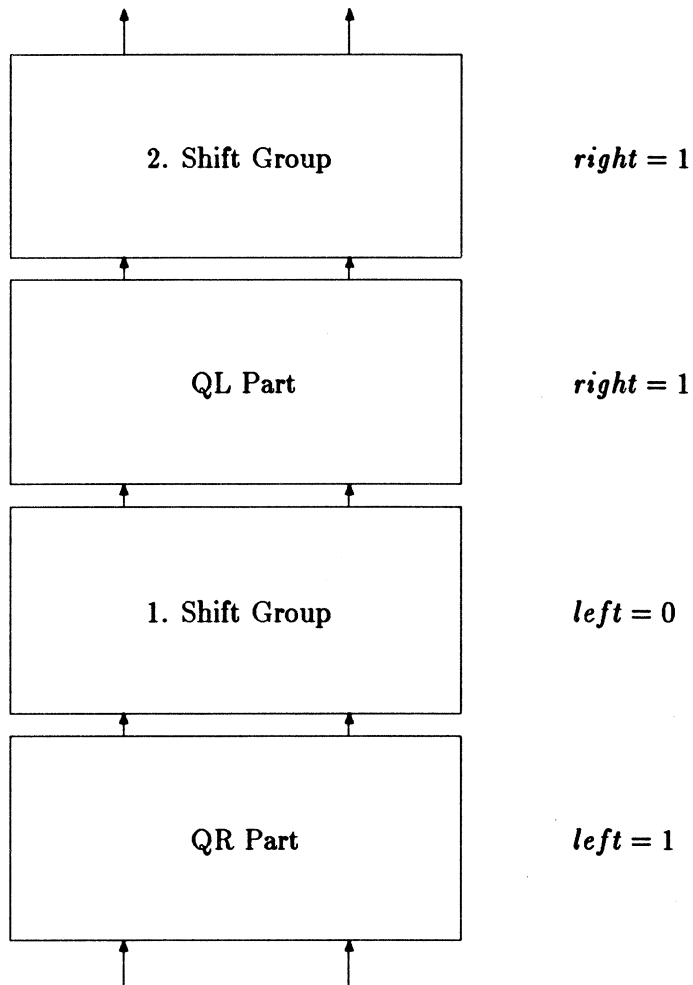 2. Shift Group right = 1
QL Part right = 1
1. Shift Group left = 0
QR Part left = 1